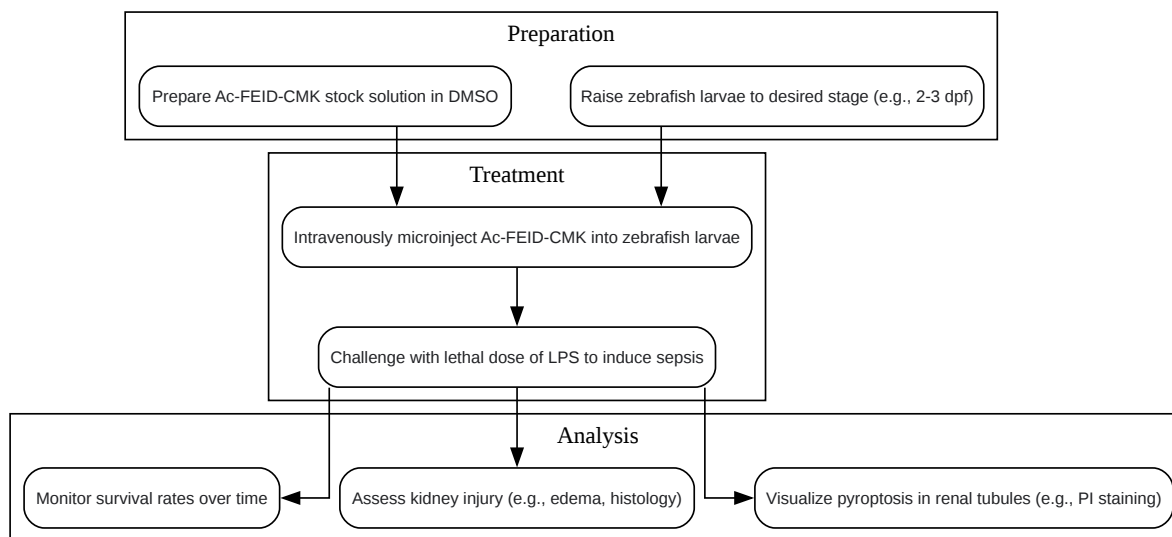 Preparation
Prepare Ac-FEID-CMK stock solution in DMSO
Raise zebrafish larvae to desired stage (e.g., 2-3 dpf)
Treatment
Intravenously microinject Ac-FEID-CMK into zebrafish larvae
Challenge with lethal dose of LPS to induce sepsis
Analysis
Monitor survival rates over time
Assess kidney injury (e.g., edema, histology)
Visualize pyroptosis in renal tubules (e.g., PI staining)